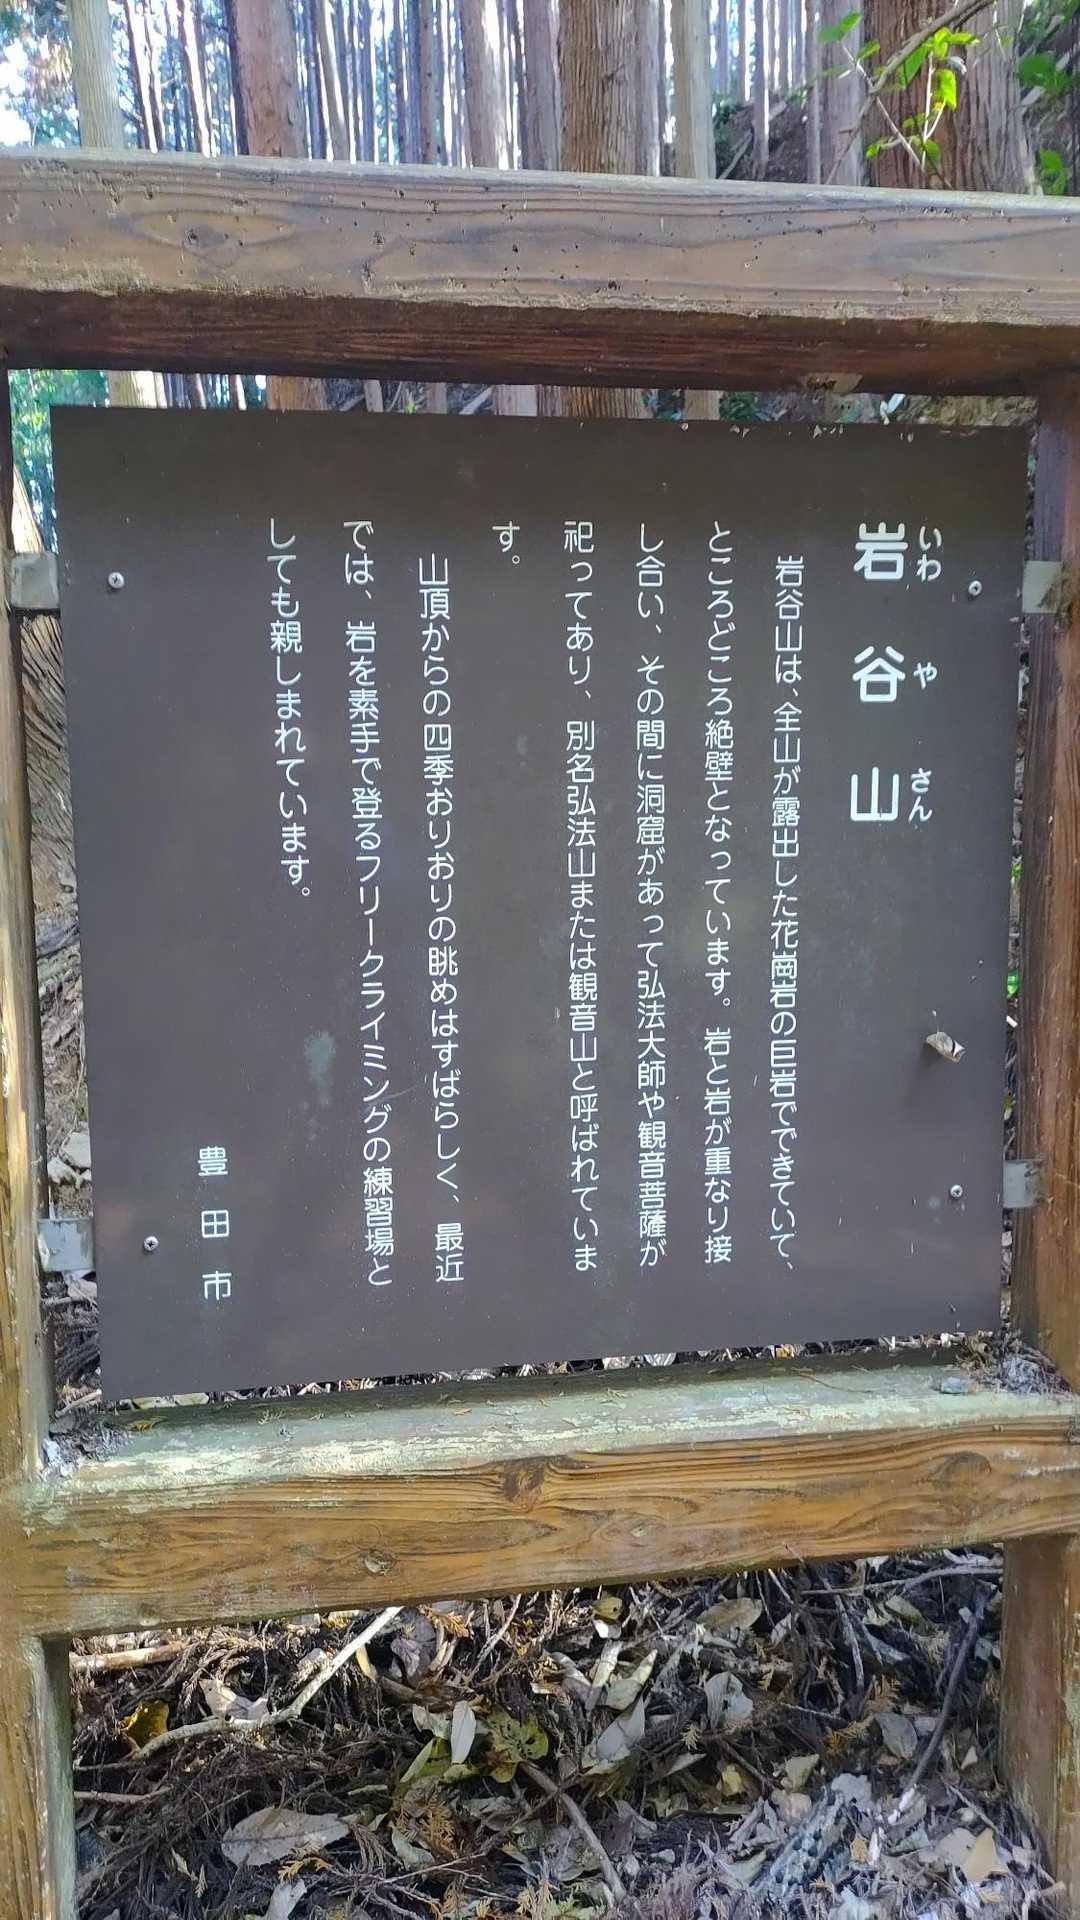 岩谷山
いわやさん
岩谷山は、全山が露出した花崗岩の巨岩でできていて、
ところどころ絶壁となっています。岩と岩が重なり接
し合い、その間に洞窟があって弘法大師や観音菩薩が
祀ってあり、別名弘法山または観音山と呼ばれていま
す。
山頂からの四季おりおりの眺めはすばらしく、最近
では、岩を素手で登るフリークライミングの練習場と
しても親しまれています。
豊田市